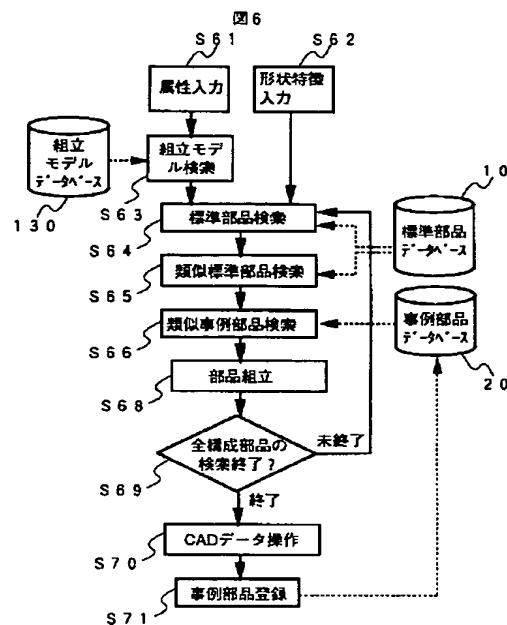 図6
S61
S62
属性入力
形状特徴
入力
組立
モデル
データベース
130
組立モデ
ル検索
S63
標準部品検索
S64
10
標準部品
データベース
類似標準部品検索
S65
類似事例部品検索
S66
事例部品
データベース
20
部品組立
S68
全構成部品の
検索終了?
未終了
S69
終了
CADデータ操作
S70
事例部品登録
S71